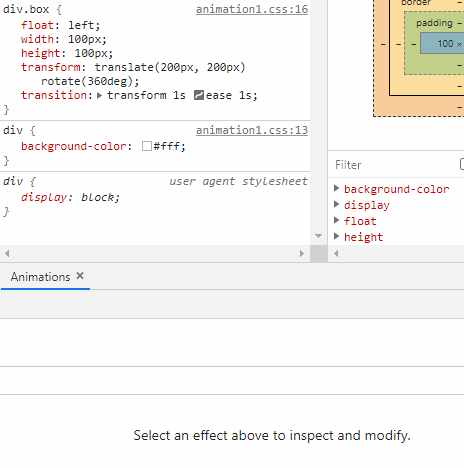 div.box {
animation1.css:16
float: left;
width: 100px;
height: 100px;
transform: translate(200px, 200px)
rotate(360deg);
transition: transform 1s ease 1s;
}
div {
animation1.css:13
background-color: #fff;
}
div {
user agent stylesheet
display: block;
}
border –
padding –
– – – 100 ×
–
–
–
Filter
background-color
display
float
height
Animations ×
Select an effect above to inspect and modify.